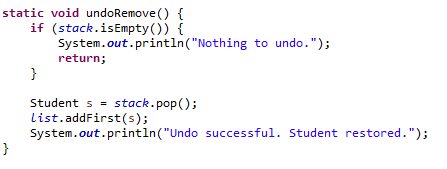 static void undoRemove() {
    if (stack.isEmpty()) {
        System.out.println("Nothing to undo.");
        return;
    }
    Student s = stack.pop();
    list.addFirst(s);
    System.out.println("Undo successful. Student restored.");
}